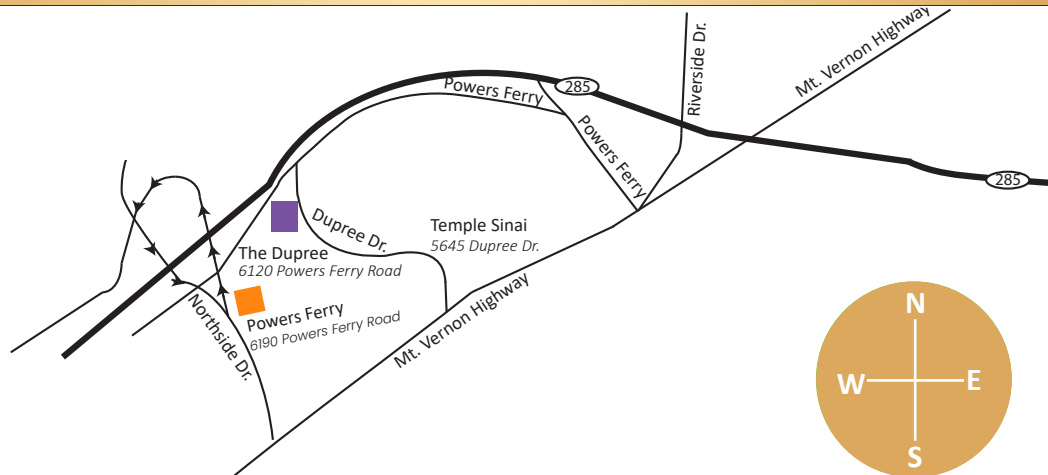 Riverside Dr.
Mt. Vernon Highway
Powers Ferry
285
Powers Ferry
285
Dupree Dr.
Temple Sinai
5645 Dupree Dr.
The Dupree
6120 Powers Ferry Road
Powers Ferry
6190 Powers Ferry Road
Northside Dr.
Mt. Vernon Highway
N
W E
S